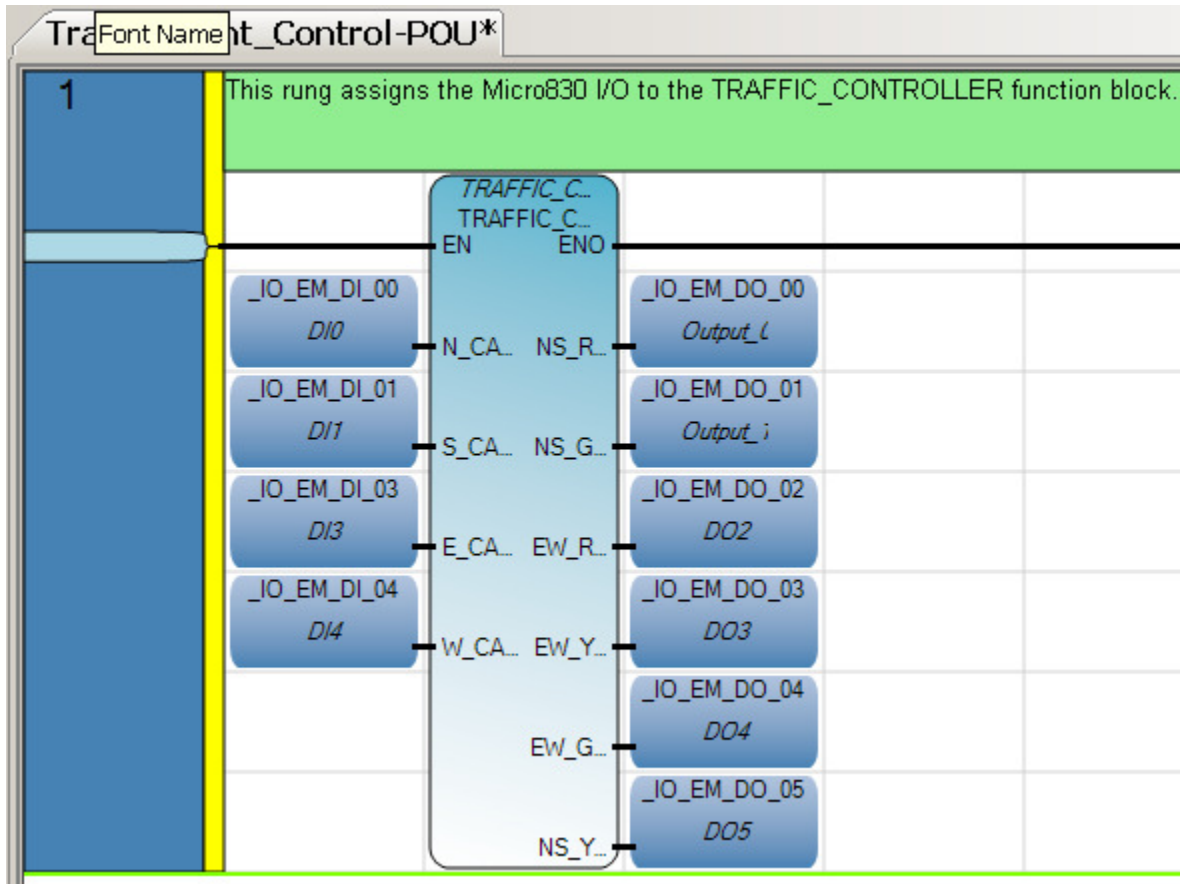 Tra
Font Name
nt_Control-POU*
1
This rung assigns the Micro830 I/O to the TRAFFIC_CONTROLLER function block.
TRAFFIC_C...
TRAFFIC_C...
EN ENO
_IO_EM_DI_00 _IO_EM_DO_00
DI0 Output_
N_CA... NS_R...
_IO_EM_DI_01 _IO_EM_DO_01
DI1 Output_
S_CA... NS_G...
_IO_EM_DI_03 _IO_EM_DO_02
DI3 DO2
E_CA... EW_R...
_IO_EM_DI_04 _IO_EM_DO_03
DI4 DO3
W_CA... EW_Y...
_IO_EM_DO_04
DO4
EW_G...
_IO_EM_DO_05
DO5
NS_Y...